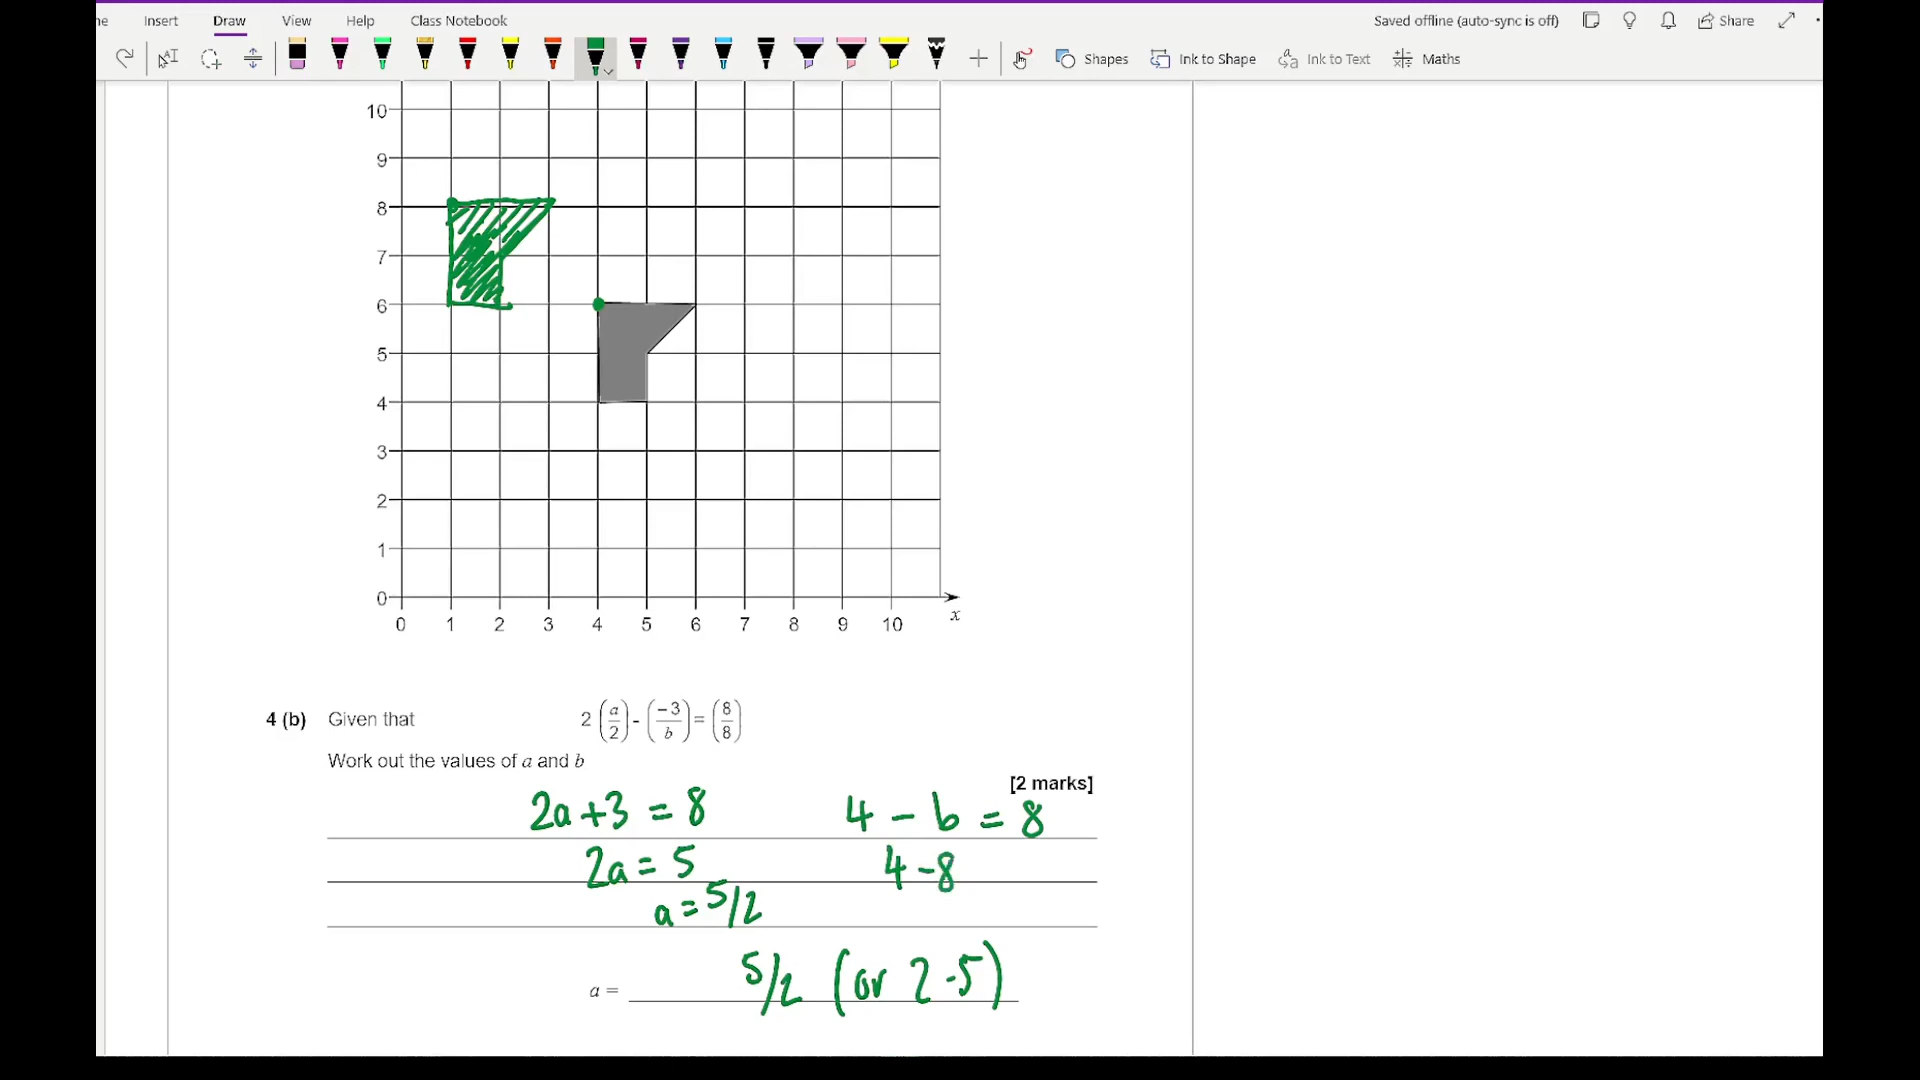 Insert Draw View Help Class Notebook Saved offline (auto-sync is off) Share
Shapes Ink to Shape Ink to Text Maths
10
9
8
7
6
5
4
3
2
1
0
0 1 2 3 4 5 6 7 8 9 10 x
4 (b) Given that 2 (a/2) - (-3/b) = (8/8)
Work out the values of a and b
[2 marks]
2a+3 = 8 4 - b = 8
2a = 5 4-8
a = 5/2
a = 5/2 (or 2.5)